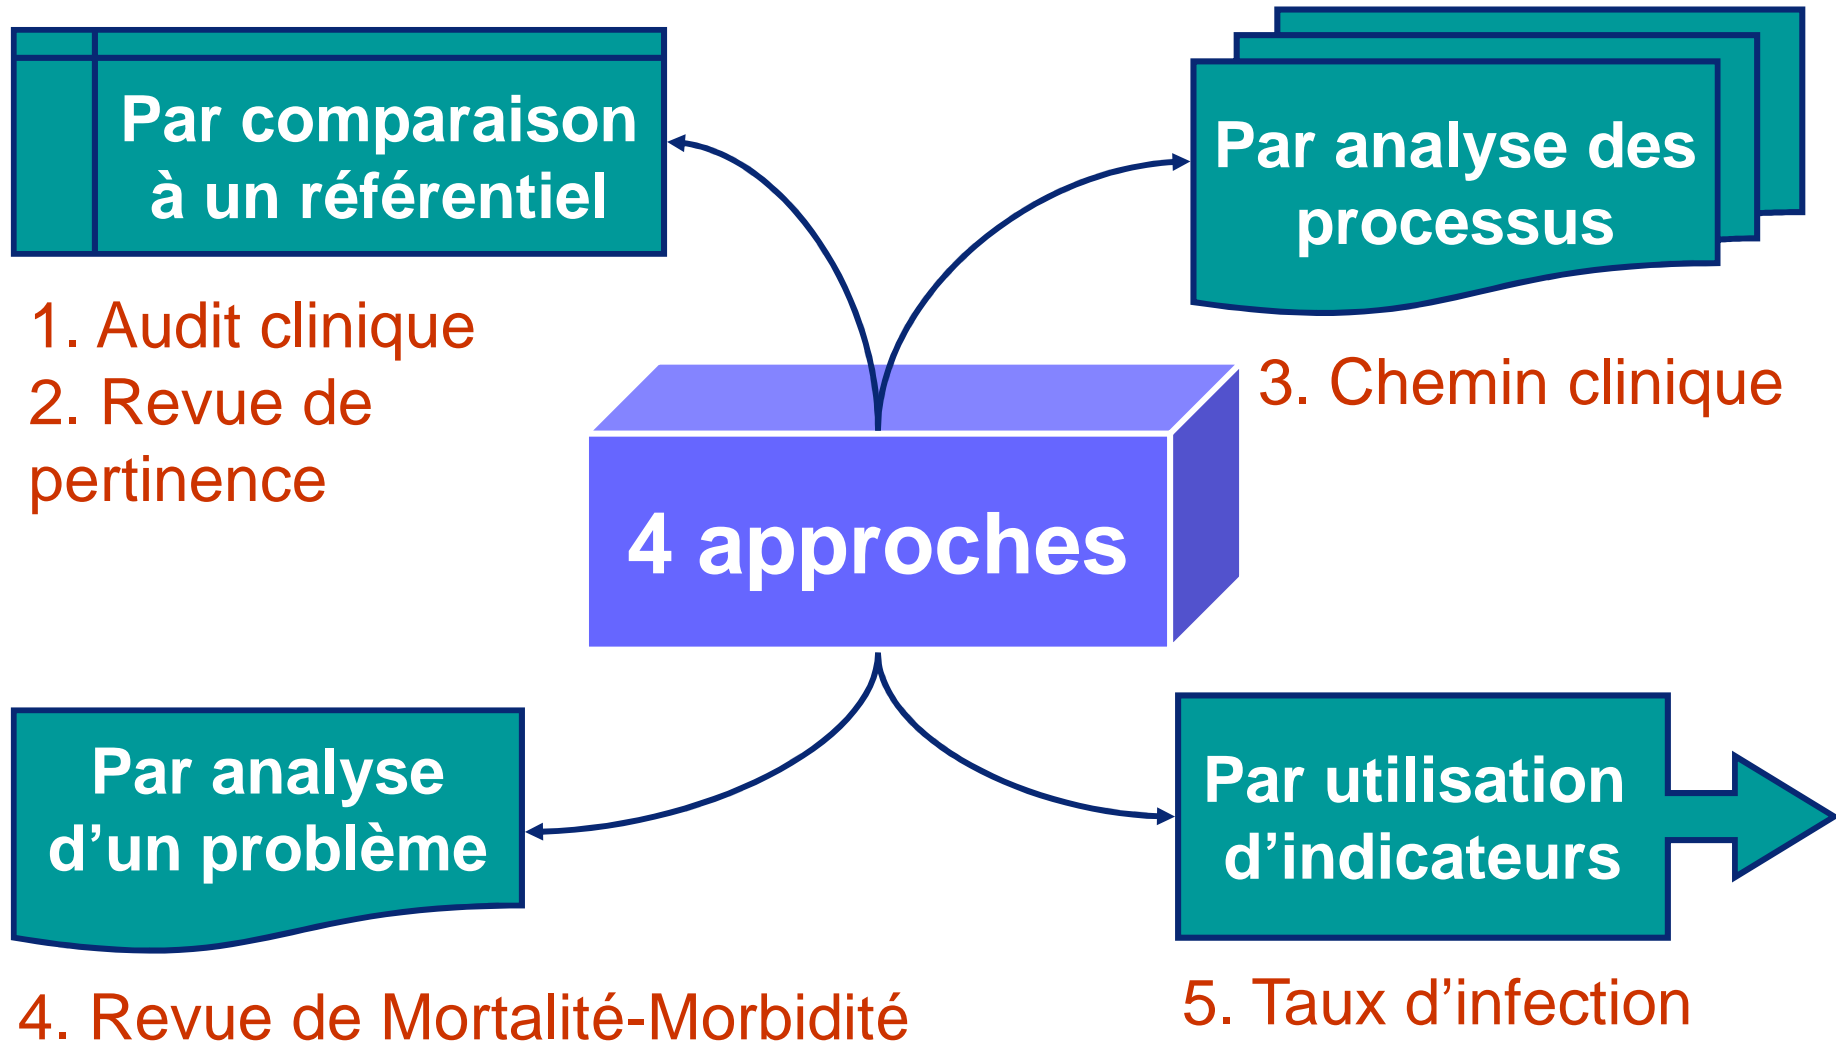 Par comparaison
à un référentiel
1. Audit clinique
2. Revue de
pertinence
Par analyse des
processus
3. Chemin clinique
4 approches
Par analyse
d’un problème
4. Revue de Mortalité-Morbidité
Par utilisation
d’indicateurs
5. Taux d’infection